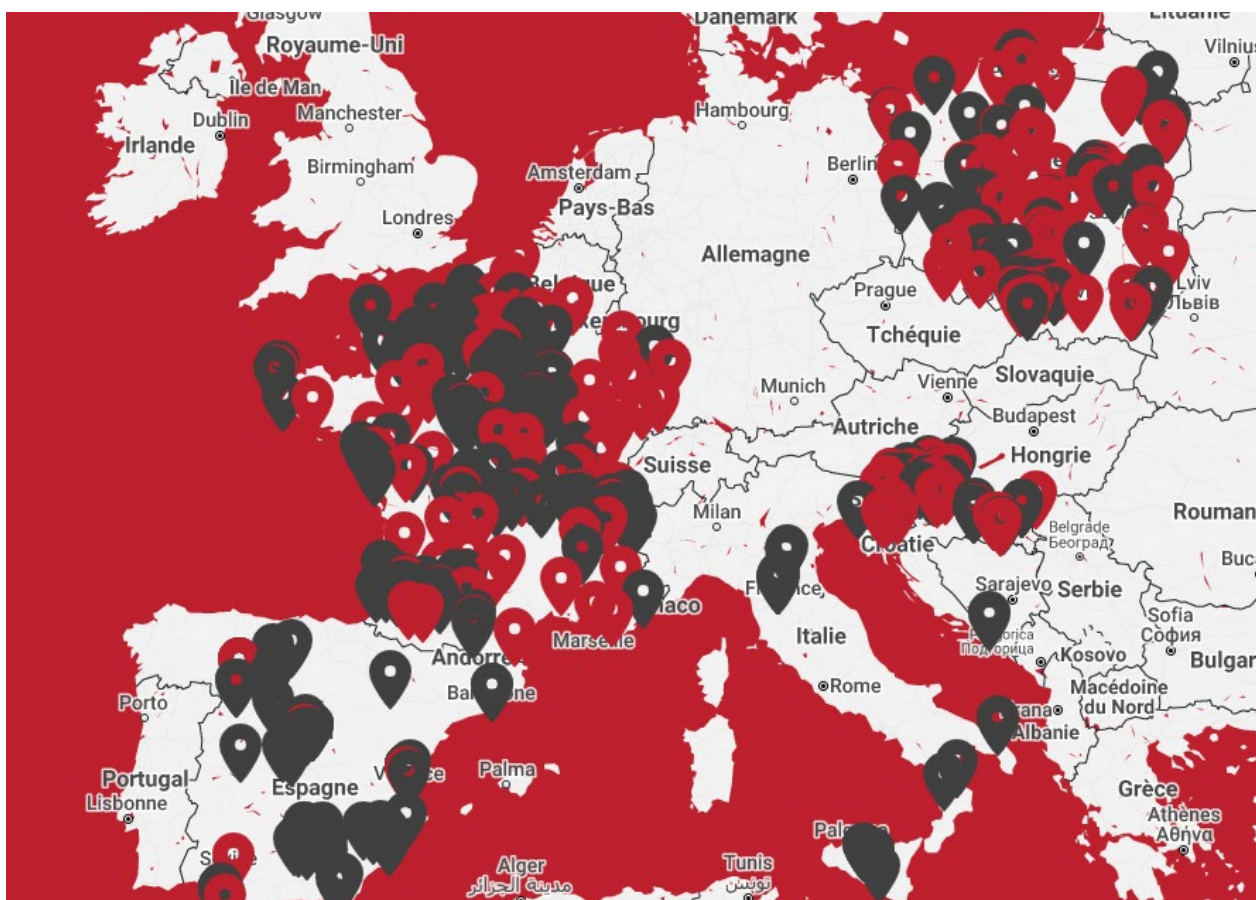 Glasgow
Danemark
Lituanie
Royaume-Uni
Vilnius
Île de Man
Hambourg
Dublin
Manchester
Irlande
Birmingham
Berlin
Amsterdam
Pays-Bas
Londres
Allemagne
Belgique
Prague
Lviv
Львів
Tchéquie
Munich
Vienne
Slovaquie
Budapest
Autriche
Hongrie
Suisse
Milan
Rouman
Croatie
Belgrade
Београд
Buc
Sarajevo
Serbie
Marseille
Italie
Sofia
София
Подгорица
Kosovo
Bulgar
Andorre
Rome
Macédoine
du Nord
Porto
Albanie
Portugal
Palma
Espagne
Lisbonne
Grèce
Athènes
Αθήνα
Alger
مدينة الجزائر
Tunis
تونس